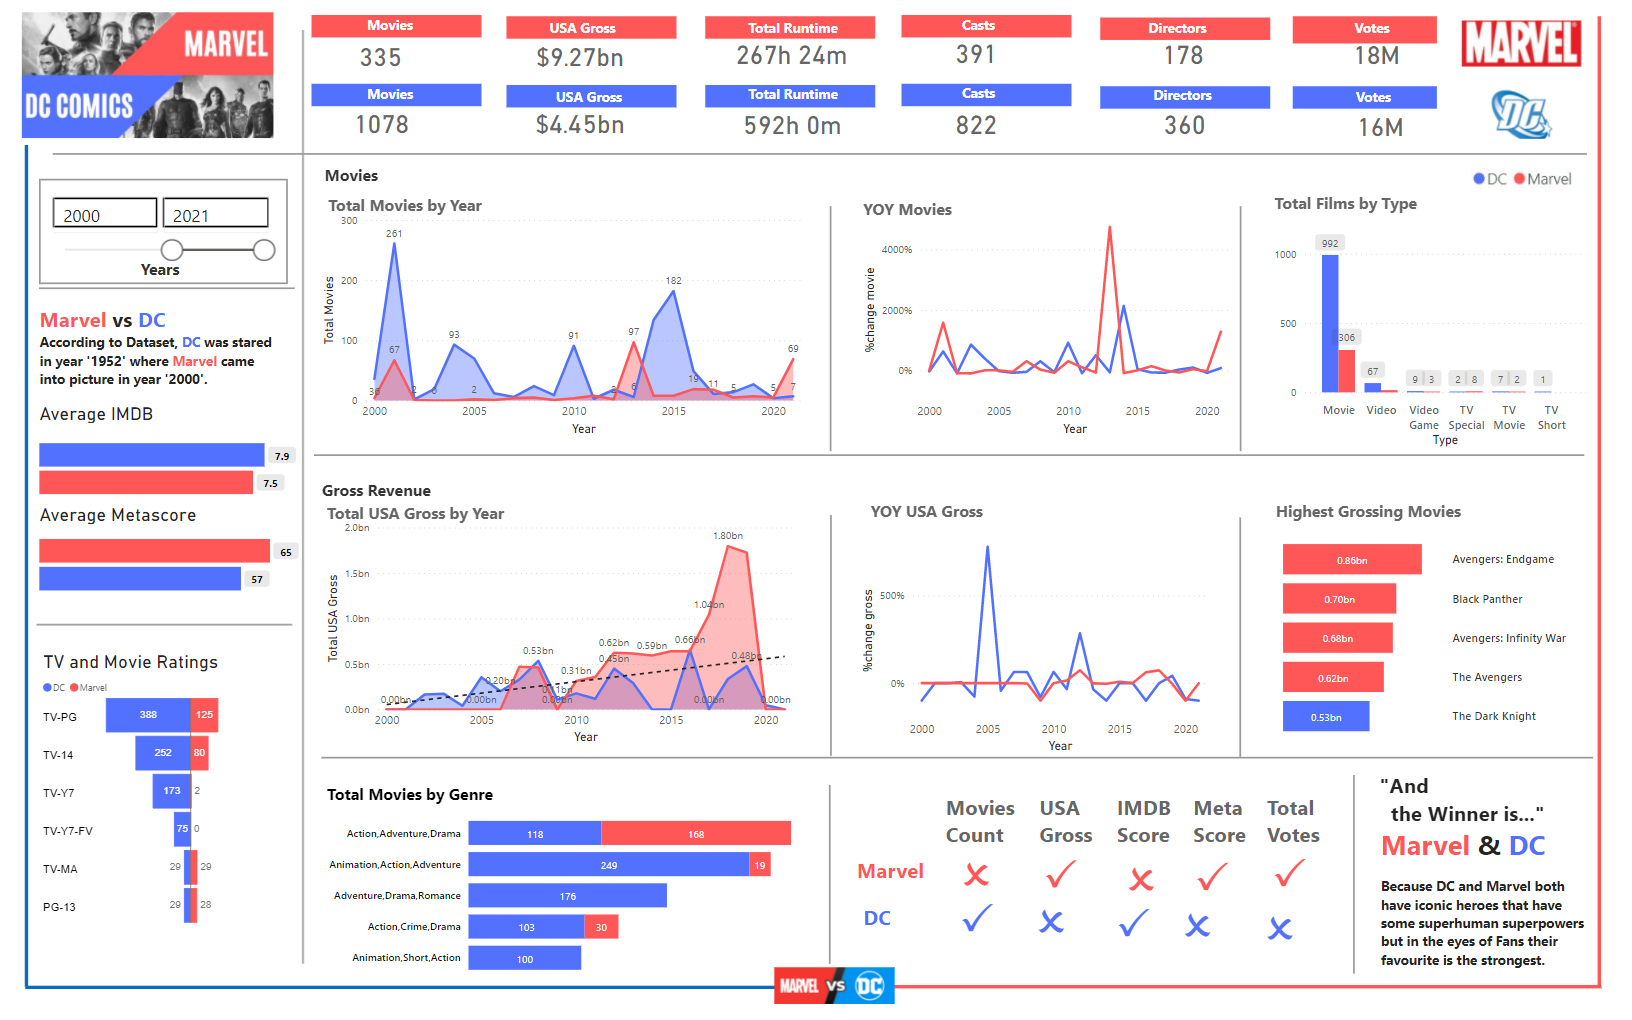 MARVEL
DC COMICS
Movies
335
USA Gross
$9.27bn
Total Runtime
267h 24m
Casts
391
Directors
178
Votes
18M
MARVEL
Movies
1078
USA Gross
$4.45bn
Total Runtime
592h 0m
Casts
822
Directors
360
Votes
16M
DC
2000
2021
Years
Marvel vs DC
According to Dataset, DC was stared
in year '1952' where Marvel came
into picture in year '2000'.
Average IMDB
7.9
7.5
Average Metascore
65
57
TV and Movie Ratings
DC Marvel
TV-PG 388 125
TV-14 252 80
TV-Y7 173 2
TV-Y7-FV 75 0
TV-MA 29 29
PG-13 29 28
Movies
Total Movies by Year
Total Movies
300
200
100
0
261
67
36
2
93
2
91
97
6
182
19
11
5
5
69
7
2000 2005 2010 2015 2020
Year
YOY Movies
%change movie
4000%
2000%
0%
2000 2005 2010 2015 2020
Year
DC Marvel
Total Films by Type
1000
500
0
992
306
67
9 3
2 8
7 2
1
Movie Video Video Game TV Special TV Movie TV Short
Type
Gross Revenue
Total USA Gross by Year
Total USA Gross
2.0bn
1.5bn
1.0bn
0.5bn
0.0bn
0.00bn
0.00bn
0.20bn
0.53bn
0.11bn
0.00bn
0.31bn
0.62bn
0.45bn
0.59bn
0.66bn
1.04bn
0.00bn
1.80bn
0.48bn
0.00bn
2000 2005 2010 2015 2020
Year
YOY USA Gross
%change gross
500%
0%
2000 2005 2010 2015 2020
Year
Highest Grossing Movies
0.86bn Avengers: Endgame
0.70bn Black Panther
0.68bn Avengers: Infinity War
0.62bn The Avengers
0.53bn The Dark Knight
Total Movies by Genre
Action,Adventure,Drama 118 168
Animation,Action,Adventure 249 19
Adventure,Drama,Romance 176
Action,Crime,Drama 103 30
Animation,Short,Action 100
Movies USA IMDB Meta Total
Count Gross Score Score Votes
Marvel
DC
"And
the Winner is..."
Marvel & DC
Because DC and Marvel both
have iconic heroes that have
some superhuman superpowers
but in the eyes of Fans their
favourite is the strongest.
MARVEL VS DC